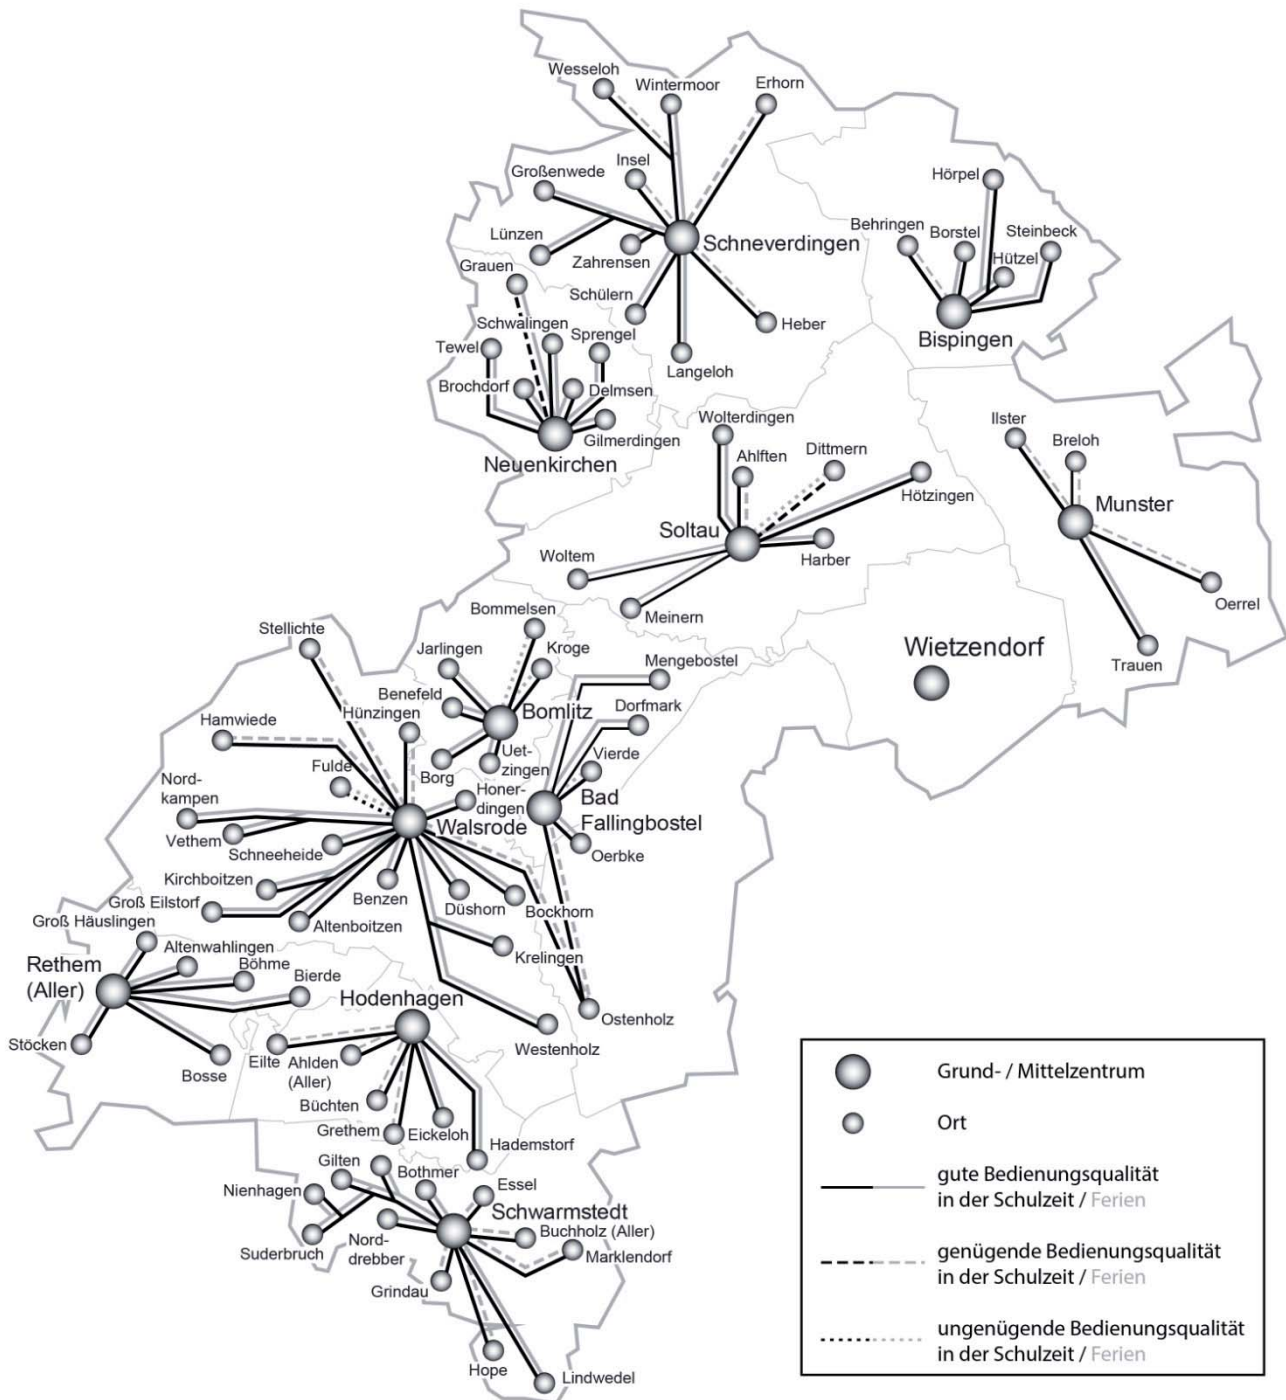 Wesseloh
Wintermoor
Erhorn
Insel
Großenwede
Hörpel
Lünzen
Zahrensen
Schneverdingen
Behringen
Borstel
Steinbeck
Grauen
Hützel
Schülern
Heber
Schwalingen
Sprengel
Bispingen
Tewel
Langeloh
Brochdorf
Delmsen
Gilmerdingen
Neuenkirchen
Wolterdingen
Ilster
Breloh
Ahlften
Dittmern
Hötzingen
Munster
Soltau
Woltem
Harber
Oerrel
Meinern
Bommelsen
Stellichte
Jarlingen
Kroge
Mengebostel
Wietzendorf
Trauen
Benefeld
Hünzingen
Bomlitz
Dorfmark
Hamwiede
Uet-
zingen
Vierde
Fulde
Borg
Nord-
kampen
Honer-
dingen
Bad
Fallingbostel
Walsrode
Vethem
Schneeheide
Oerbke
Kirchboitzen
Benzen
Düshorn
Bockhorn
Groß Eilstorf
Altenboitzen
Groß Häuslingen
Altenwahlingen
Krelingen
Rethem
(Aller)
Böhme
Bierde
Hodenhagen
Ostenholz
Stöcken
Westenholz
Bosse
Eilte
Ahlden
(Aller)
Büchten
Grethem
Eickeloh
Hademstorf
Gilten
Bothmer
Essel
Nienhagen
Schwarmstedt
Buchholz (Aller)
Suderbruch
Nord-
drebber
Marklendorf
Grindau
Hope
Lindwedel
Grund- / Mittelzentrum
Ort
gute Bedienungsqualität
in der Schulzeit / Ferien
genügende Bedienungsqualität
in der Schulzeit / Ferien
ungenügende Bedienungsqualität
in der Schulzeit / Ferien